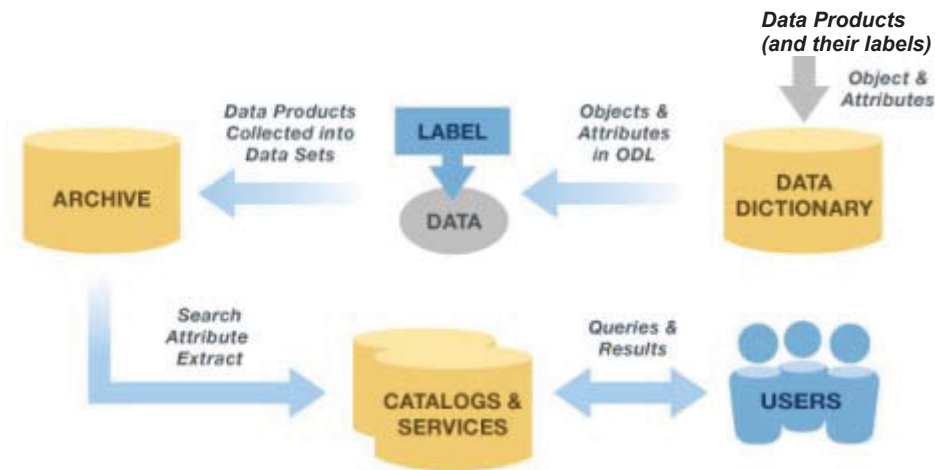 Data Products
(and their labels)
Object &
Attributes
Data Products
Collected into
Data Sets
LABEL
Objects &
Attributes
in ODL
ARCHIVE
DATA
DATA
DICTIONARY
Search
Attribute
Extract
Queries &
Results
CATALOGS &
SERVICES
USERS